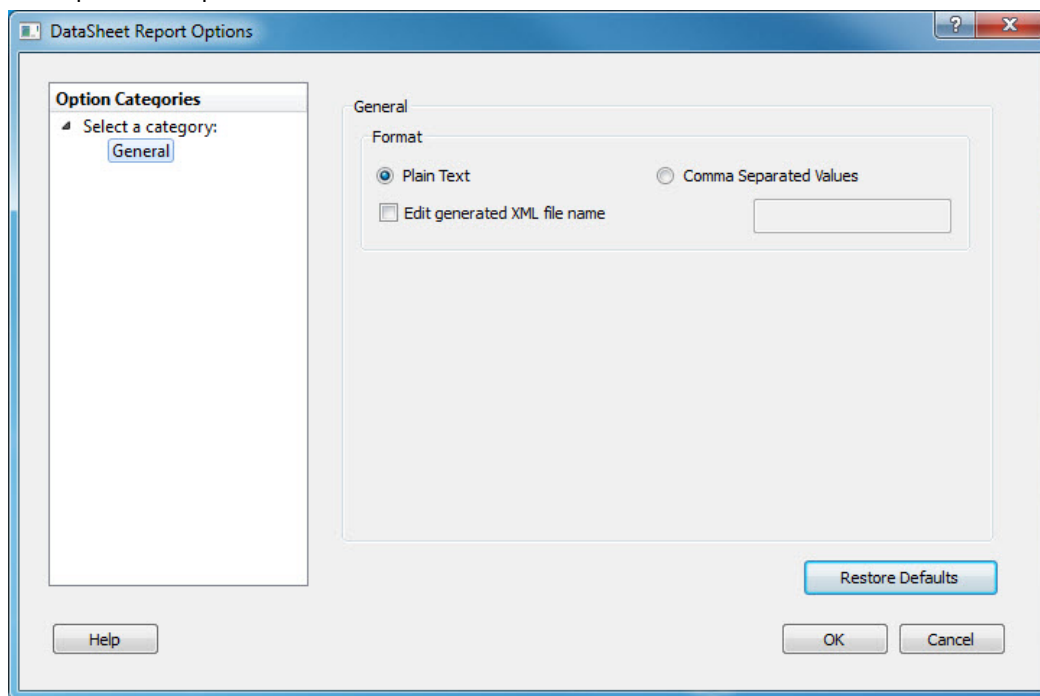 DataSheet Report Options
Option Categories
Select a category:
General
General
Format
Plain Text
Comma Separated Values
Edit generated XML file name
Restore Defaults
Help
OK
Cancel